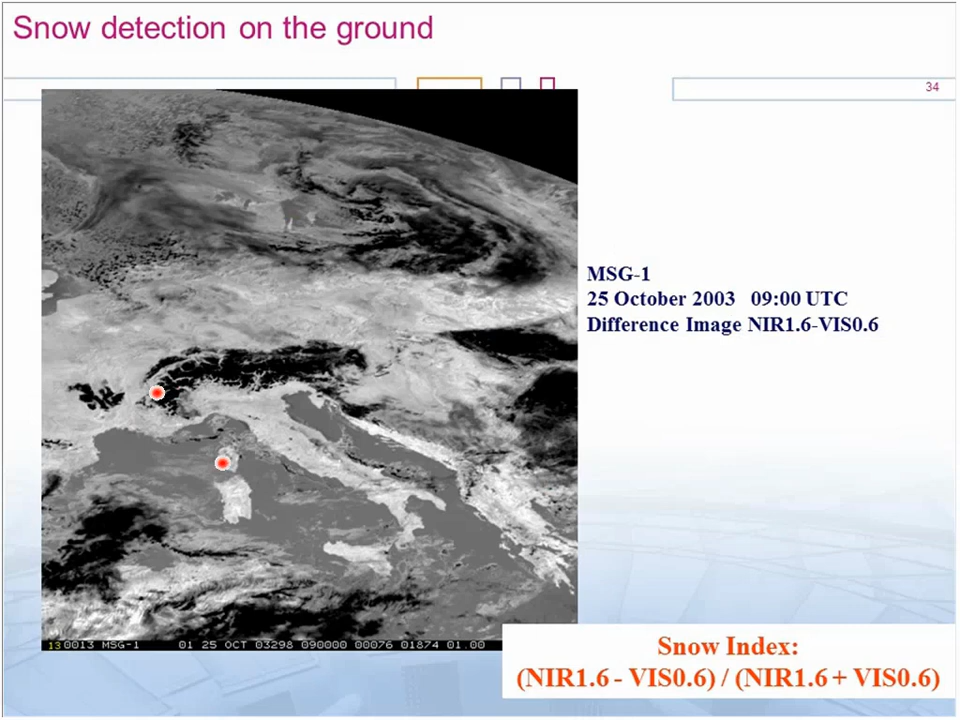 Snow detection on the ground
34
MSG-1
25 October 2003 09:00 UTC
Difference Image NIR1.6-VIS0.6
130013 MSG-1 01 25 OCT 03298 090000 00076 01874 01.00
Snow Index:
(NIR1.6 - VIS0.6) / (NIR1.6 + VIS0.6)